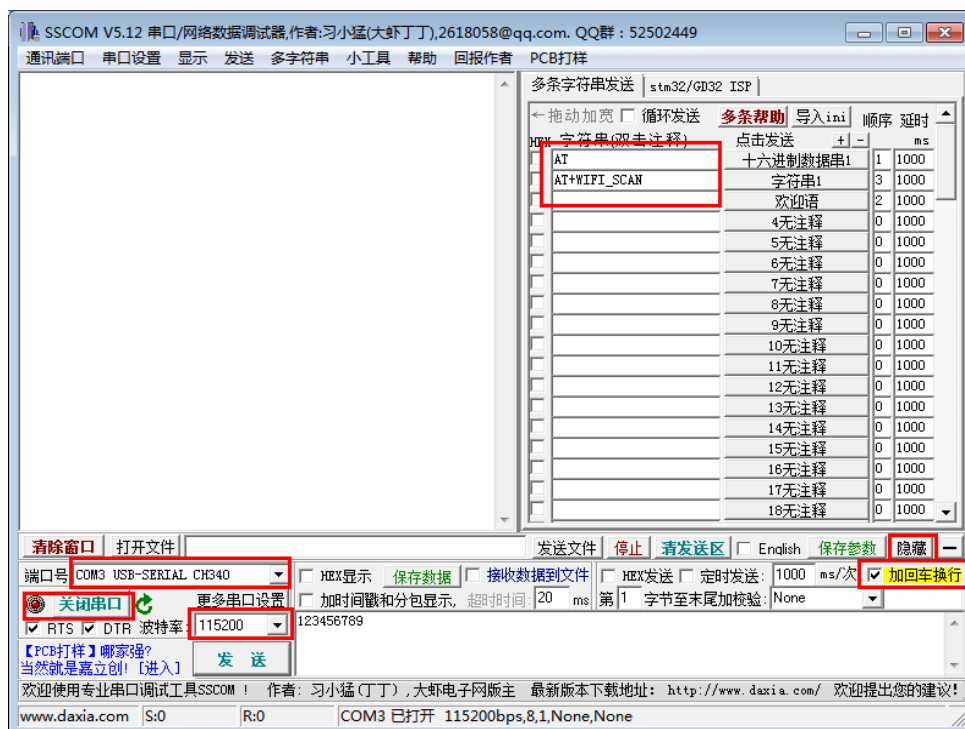 SSCOM V5.12 串口/网络数据调试器,作者:习小猛(大虾丁丁),2618058@qq.com. QQ群：52502449
通讯端口 串口设置 显示 发送 多字符串 小工具 帮助 回报作者 PCB打样
多条字符串发送 stm32/GD32 ISP
←拖动加宽 循环发送 多条帮助 导入ini 顺序 延时
HEX 字符串(双击注释) 点击发送 + - ms
AT 十六进制数据串1 1 1000
AT+WIFI_SCAN 字符串1 3 1000
欢迎语 2 1000
4无注释 0 1000
5无注释 0 1000
6无注释 0 1000
7无注释 0 1000
8无注释 0 1000
9无注释 0 1000
10无注释 0 1000
11无注释 0 1000
12无注释 0 1000
13无注释 0 1000
14无注释 0 1000
15无注释 0 1000
16无注释 0 1000
17无注释 0 1000
18无注释 0 1000
清除窗口 打开文件 发送文件 停止 清发送区 English 保存参数 隐藏 —
端口号 COM3 USB-SERIAL CH340 HEX显示 保存数据 接收数据到文件 HEX发送 定时发送: 1000 ms/次 加回车换行
关闭串口 更多串口设置 加时间戳和分包显示, 超时时间: 20 ms 第 1 字节至末尾加校验: None
RTS DTR 波特率: 115200 123456789
【PCB打样】哪家强?
当然就是嘉立创! [进入] 发 送
欢迎使用专业串口调试工具SSCOM ! 作者: 习小猛(丁丁),大虾电子网版主 最新版本下载地址: http://www.daxia.com/ 欢迎提出您的建议!
www.daxia.com S:0 R:0 COM3 已打开 115200bps,8,1,None,None